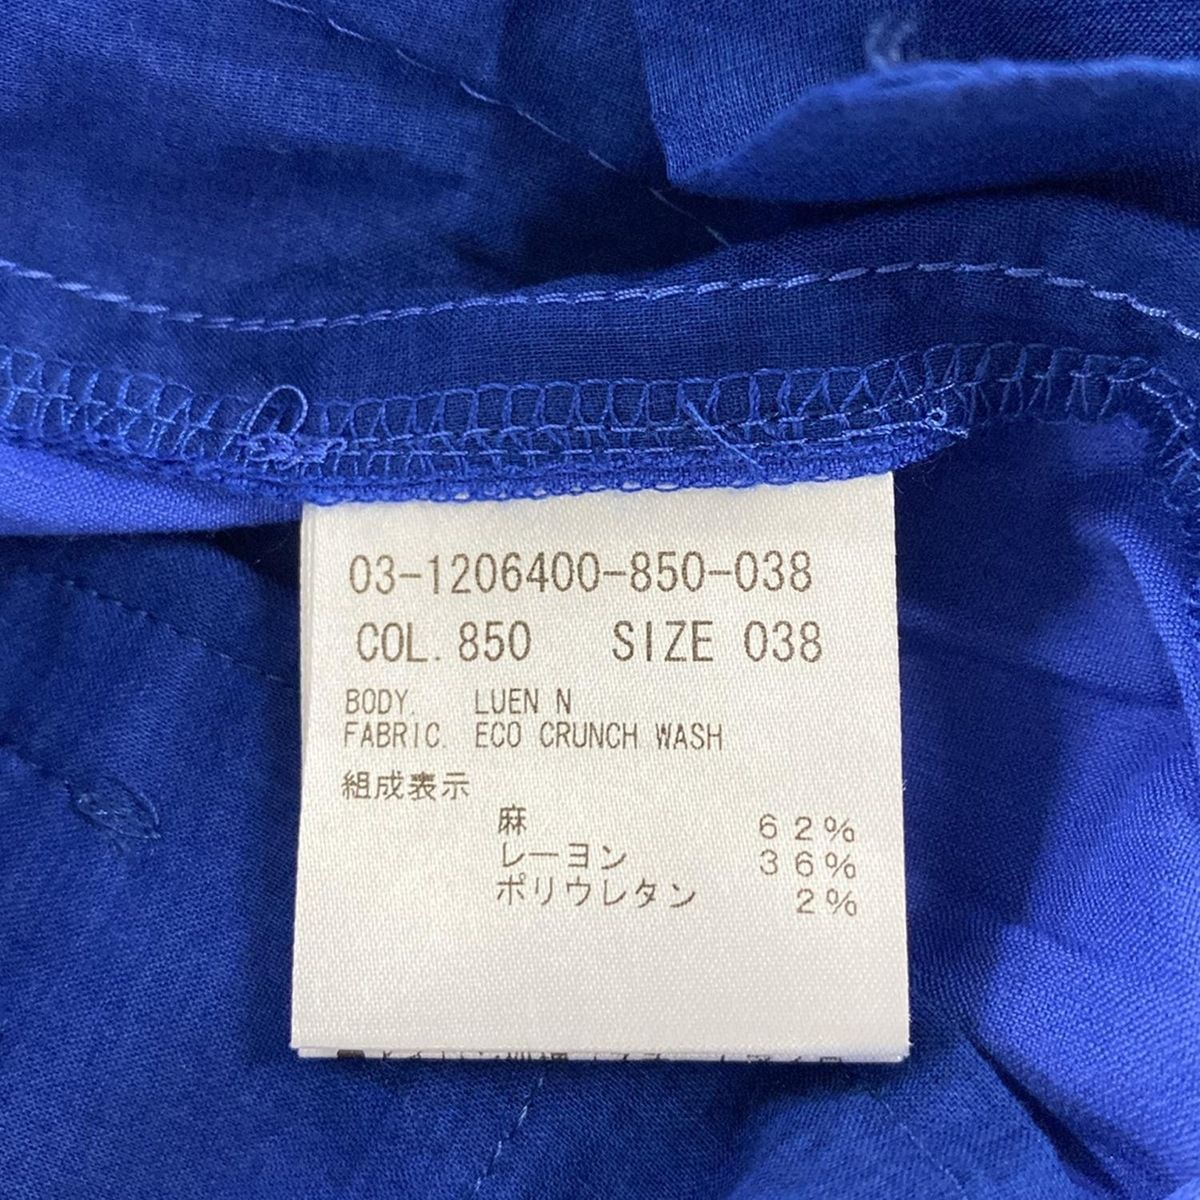 03-1206400-850-038
COL. 850 SIZE 038
BODY. LUEN N
FABRIC. ECO CRUNCH WASH
組成表示
麻 62%
レーヨン 36%
ポリウレタン 2%